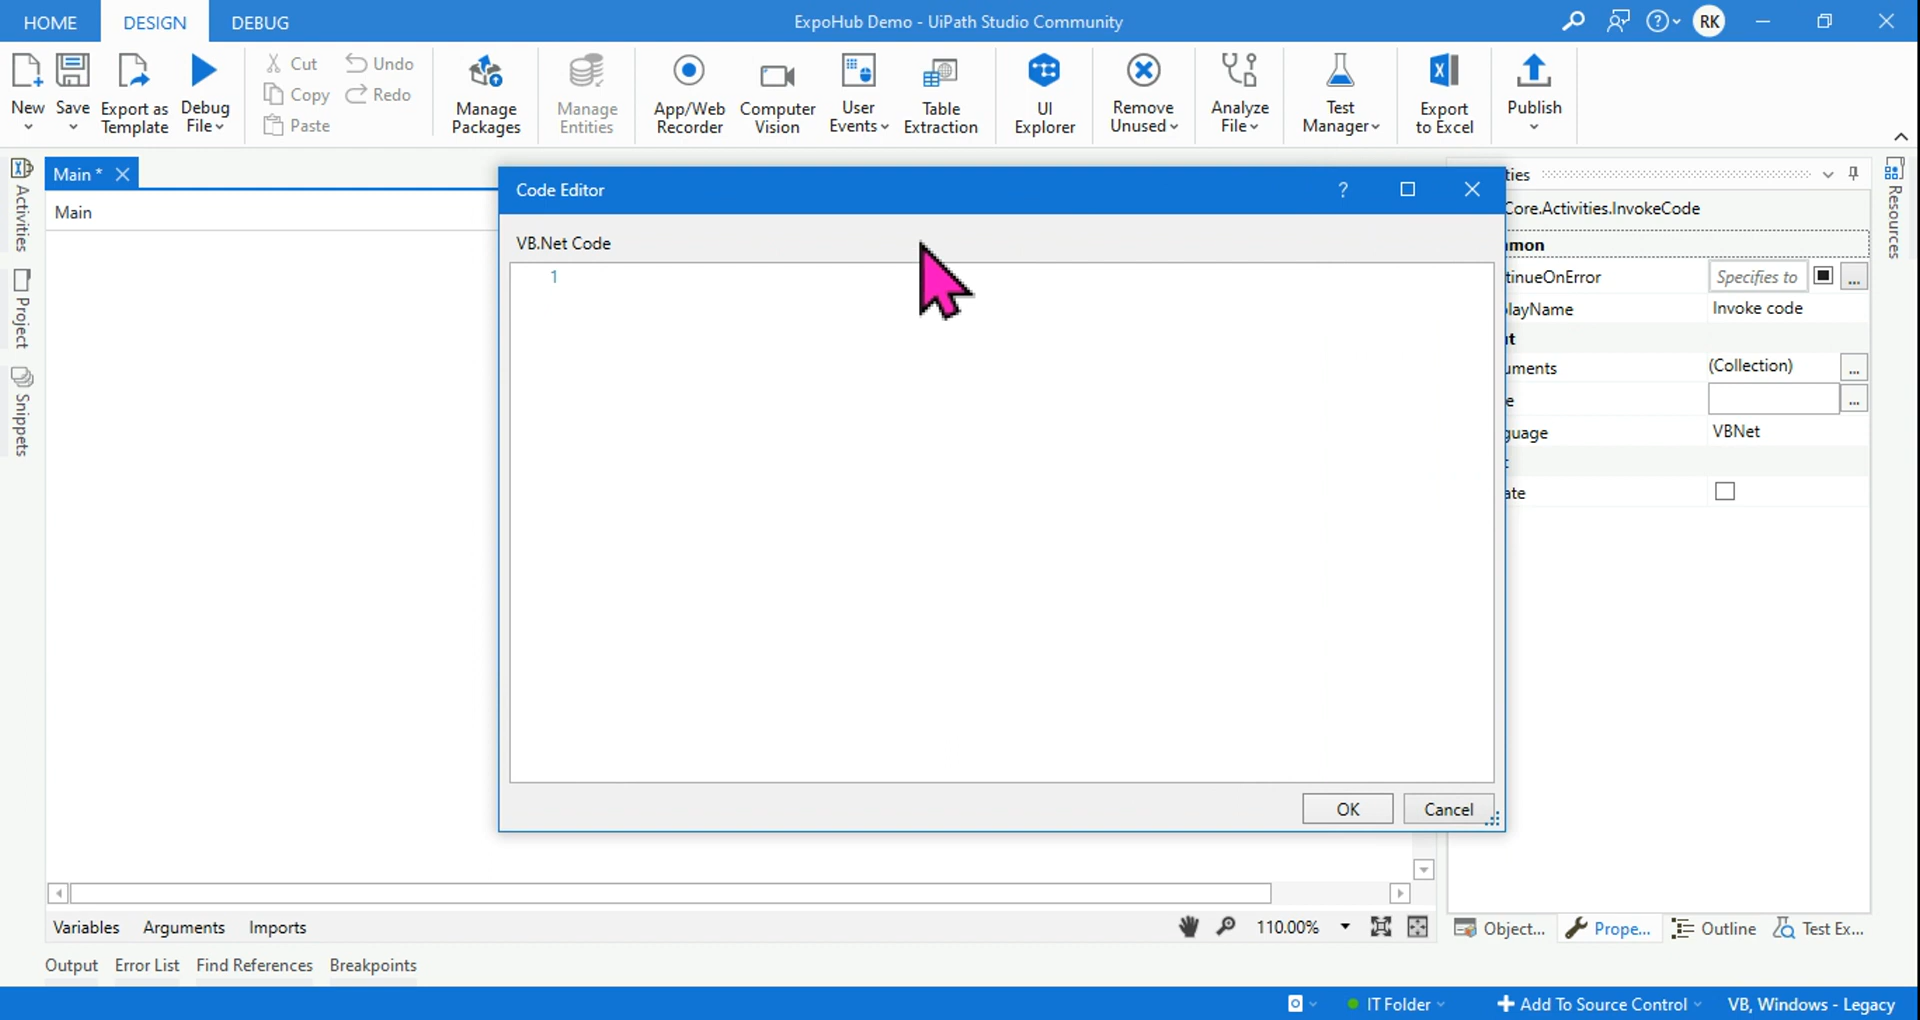 HOME DESIGN DEBUG ExpoHub Demo - UiPath Studio Community RK
New
Save
Export as
Template
Debug
File
Cut
Copy
Paste
Undo
Redo
Manage
Packages
Manage
Entities
App/Web
Recorder
Computer
Vision
User
Events
Table
Extraction
UI
Explorer
Remove
Unused
Analyze
File
Test
Manager
Export
to Excel
Publish
Activities
Project
Snippets
Main *
Main
Code Editor
VB.Net Code
1
OK Cancel
ties
Core.Activities.InvokeCode
mon
tinueOnError Specifies to ...
layName Invoke code
t
uments (Collection) ...
e ...
guage VBNet
ate
Resources
Variables Arguments Imports 110.00%
Object... Prope... Outline Test Ex...
Output Error List Find References Breakpoints
IT Folder Add To Source Control VB, Windows - Legacy